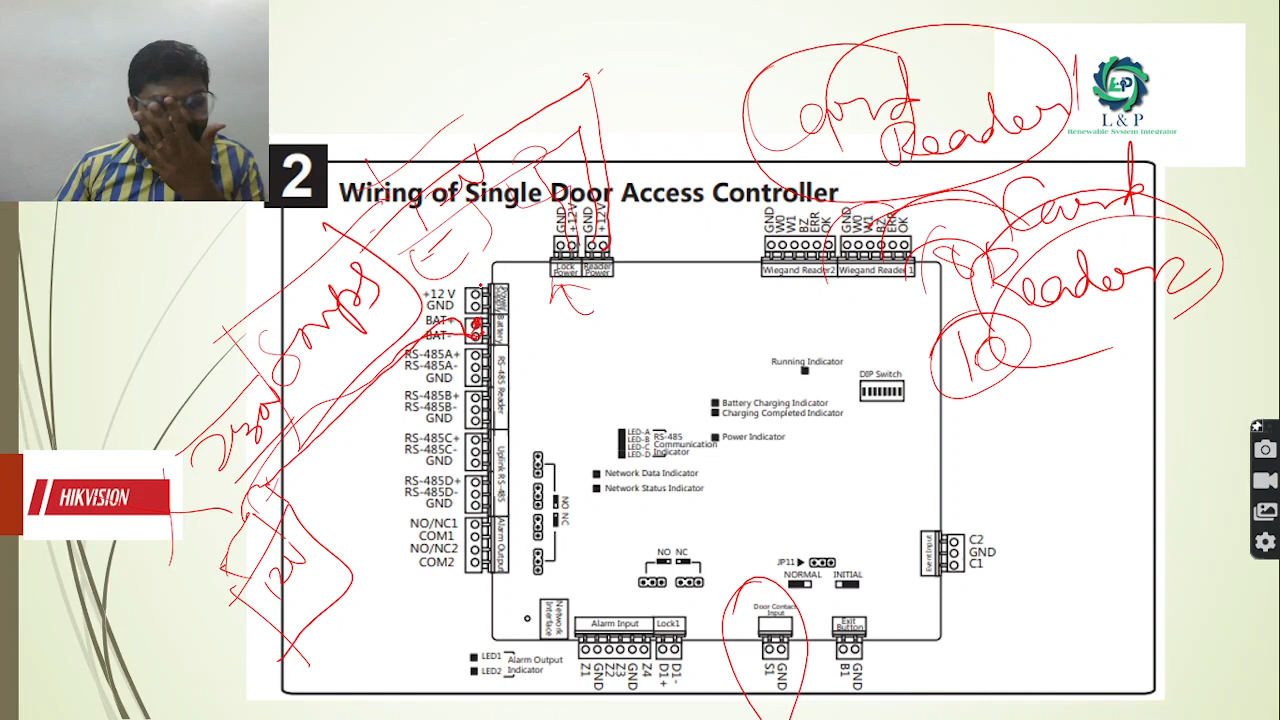 L & P
Renewable System Integrator
card
Reader 1
Card
Reader 2
10
2
Wiring of Single Door Access Controller
GND
+12V
GND
+12V
Lock
Power
Reader
Power
GND
W0
W1
BZ
ERR
OK
GND
W0
W1
BZ
ERR
OK
Wiegand Reader2
Wiegand Reader 1
+12 V
GND
BAT+
BAT-
Battery
RS-485A+
RS-485A-
GND
RS-485B+
RS-485B-
GND
RS-485 Reader
RS-485C+
RS-485C-
GND
RS-485D+
RS-485D-
GND
Uplink RS-485
NO/NC1
COM1
NO/NC2
COM2
Alarm Output
smps
12V
HIKVISION
Running Indicator
DIP Switch
Battery Charging Indicator
Charging Completed Indicator
LED-A
LED-B
LED-C
LED-D
RS-485
Communication
Indicator
Power Indicator
Network Data Indicator
Network Status Indicator
NO
NC
NO NC
JP11
NORMAL
INITIAL
C2
GND
C1
Event Input
Network
Interface
Alarm Input
Lock1
Door Contact
Input
Exit
Button
Z1
GND
Z2
Z3
GND
Z4
D1+
D1-
S1
GND
B1
GND
LED1
LED2
Alarm Output
Indicator